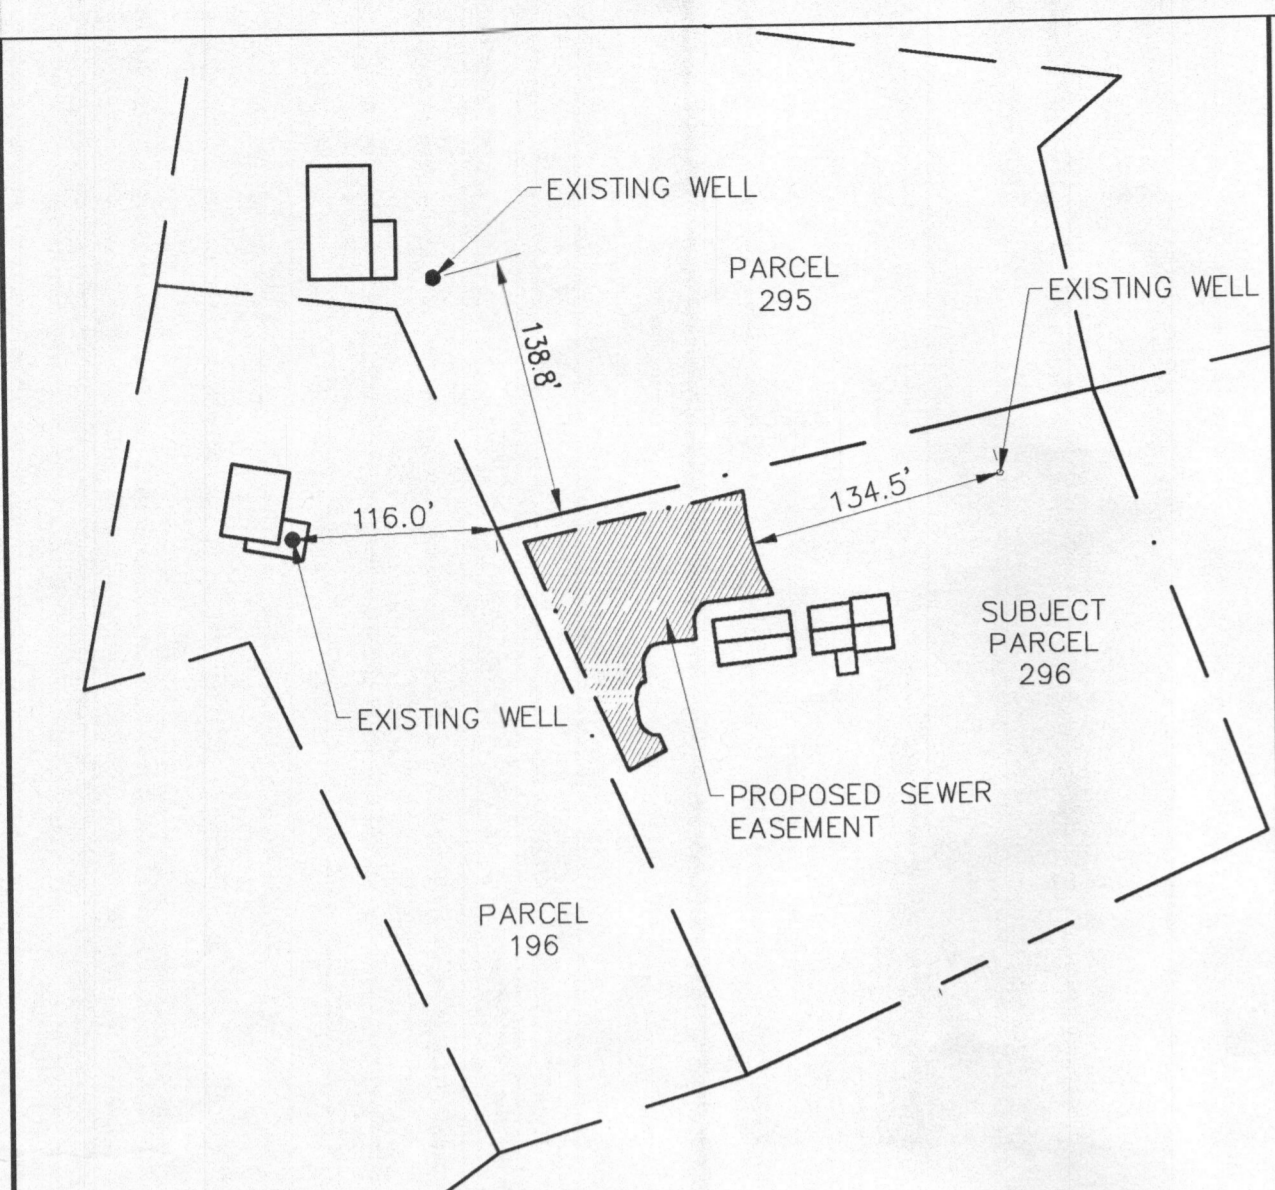 EXISTING WELL
PARCEL
295
EXISTING WELL
138.8'
134.5'
116.0'
SUBJECT
PARCEL
296
EXISTING WELL
PROPOSED SEWER
EASEMENT
PARCEL
196